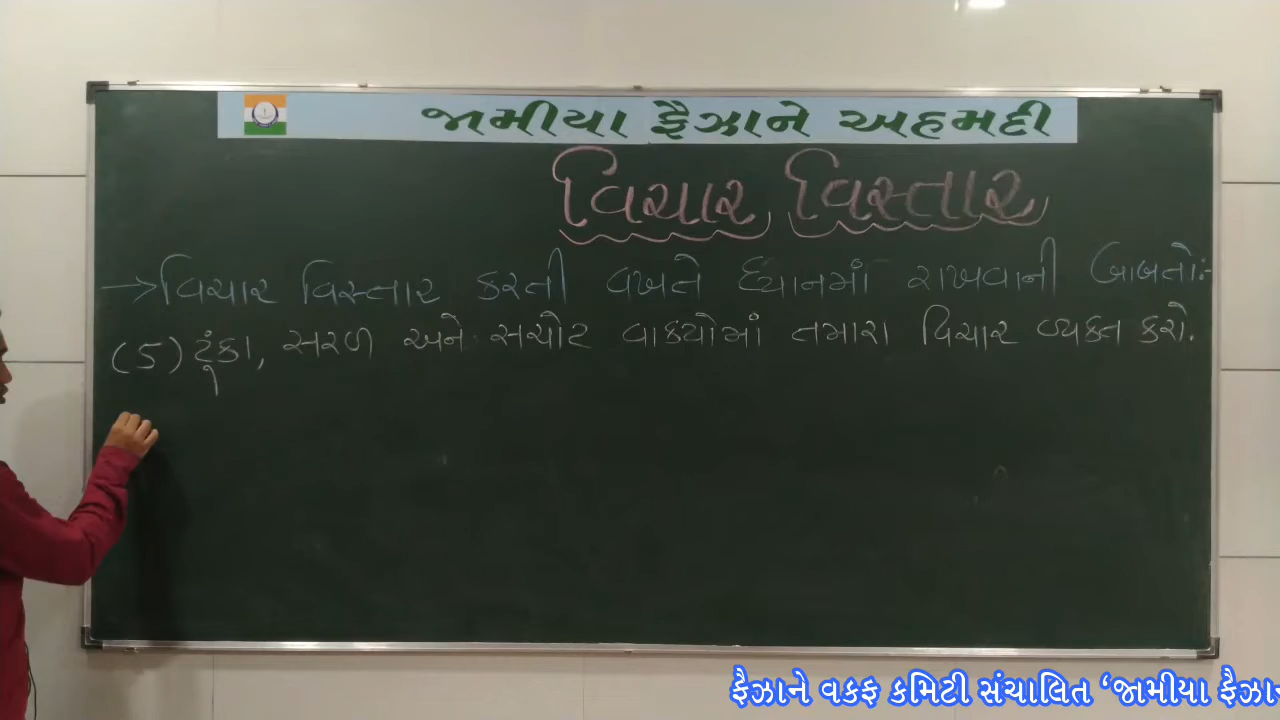 જામીયા ફૈઝાને અહમદી
વિચાર વિસ્તાર
→વિચાર વિસ્તાર કરતી વખતે ધ્યાનમાં રાખવાની બાબતો:-
(5) ટૂંકા, સરળ અને સચોટ વાક્યોમાં તમારા વિચાર વ્યક્ત કરો.
ફૈઝાને વકફ કમિટી સંચાલિત ‘જામીયા ફૈઝા